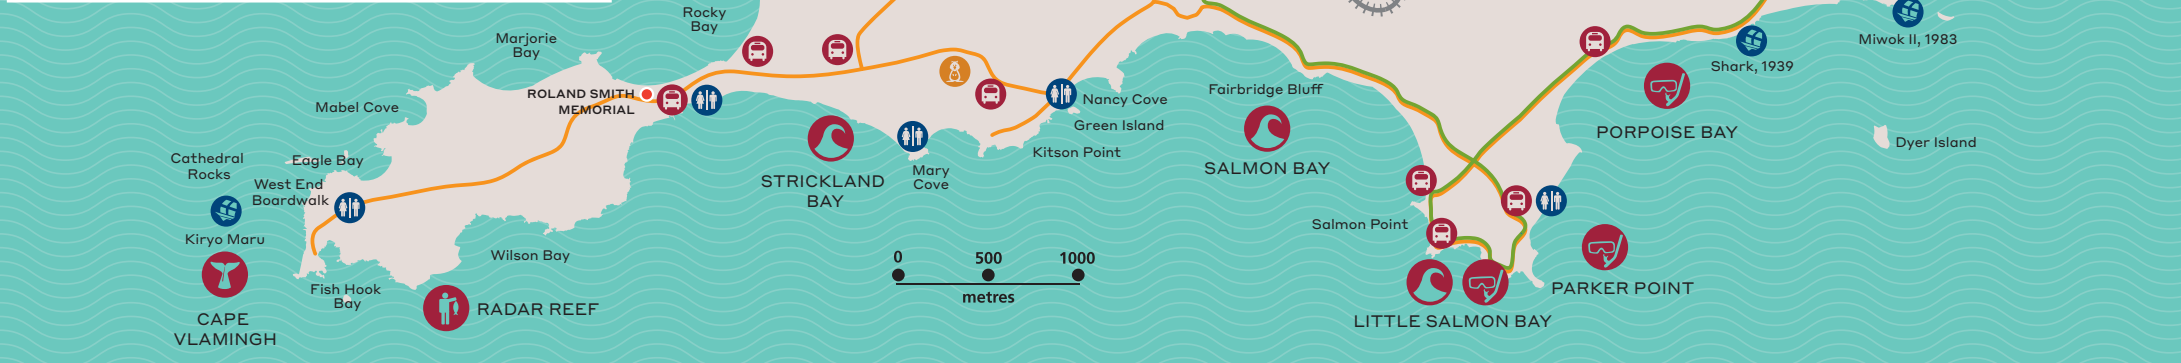 Rocky
Bay
Marjorie
Bay
Miwok II, 1983
Shark, 1939
Mabel Cove
ROLAND SMITH
MEMORIAL
Fairbridge Bluff
Nancy Cove
Green Island
Kitson Point
PORPOISE BAY
Dyer Island
Cathedral
Rocks
Eagle Bay
West End
Boardwalk
STRICKLAND
BAY
Mary
Cove
SALMON BAY
Salmon Point
Kiryo Maru
Wilson Bay
0 500 1000
metres
Fish Hook
Bay
RADAR REEF
PARKER POINT
CAPE
VLAMINGH
LITTLE SALMON BAY